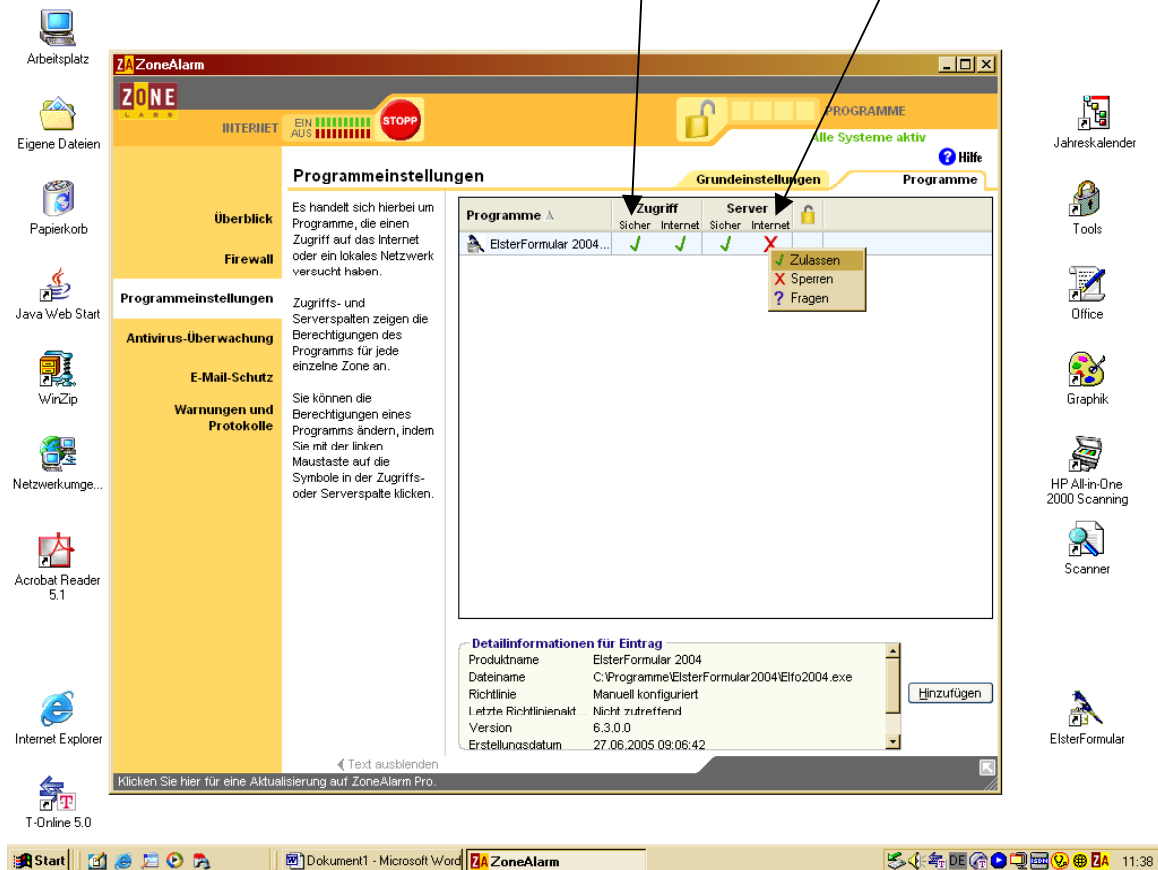 Arbeitsplatz
Eigene Dateien
Papierkorb
Java Web Start
WinZip
Netzwerkumge...
Acrobat Reader
5.1
Internet Explorer
T-Online 5.0
ZA ZoneAlarm
ZONE
LABS
INTERNET
EIN
AUS
STOPP
PROGRAMME
Alle Systeme aktiv
? Hilfe
Programmeinstellungen
Grundeinstellungen
Programme
Überblick
Firewall
Programmeinstellungen
Antivirus-Überwachung
E-Mail-Schutz
Warnungen und
Protokolle
Es handelt sich hierbei um
Programme, die einen
Zugriff auf das Internet
oder ein lokales Netzwerk
versucht haben.
Zugriffs- und
Serverspalten zeigen die
Berechtigungen des
Programms für jede
einzelne Zone an.
Sie können die
Berechtigungen eines
Programms ändern, indem
Sie mit der linken
Maustaste auf die
Symbole in der Zugriffs-
oder Serverspalte klicken.
Programme
Zugriff
Server
Sicher Internet Sicher Internet
ElsterFormular 2004...
Zulassen
X Sperren
? Fragen
Detailinformationen für Eintrag
Produktname ElsterFormular 2004
Dateiname C:\Programme\ElsterFormular2004\Elfo2004.exe
Richtlinie Manuell konfiguriert
Letzte Richtlinienakt... Nicht zutreffend
Version 6.3.0.0
Erstellungsdatum 27.06.2005 09:06:42
Hinzufügen
Text ausblenden
Klicken Sie hier für eine Aktualisierung auf ZoneAlarm Pro.
Jahreskalender
Tools
Office
Graphik
HP All-in-One
2000 Scanning
Scanner
ElsterFormular
Start
Dokument1 - Microsoft Word
ZA ZoneAlarm
DE
ZA
11:38